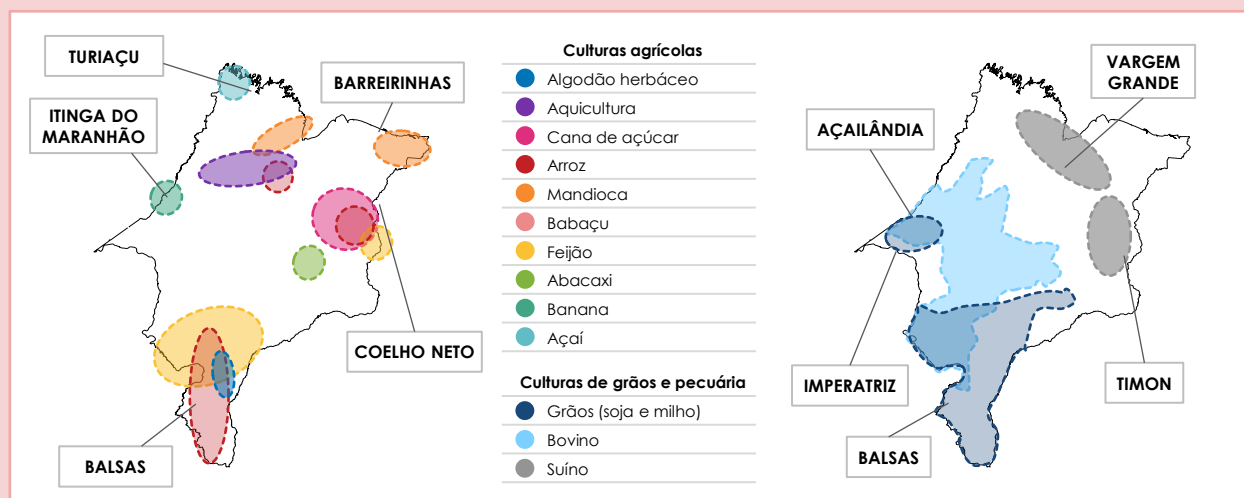 TURIAÇU
BARREIRINHAS
ITINGA DO
MARANHÃO
COELHO NETO
BALSAS
Culturas agrícolas
Algodão herbáceo
Aquicultura
Cana de açúcar
Arroz
Mandioca
Babaçu
Feijão
Abacaxi
Banana
Açaí
Culturas de grãos e pecuária
Grãos (soja e milho)
Bovino
Suíno
VARGEM
GRANDE
AÇAILÂNDIA
IMPERATRIZ
TIMON
BALSAS